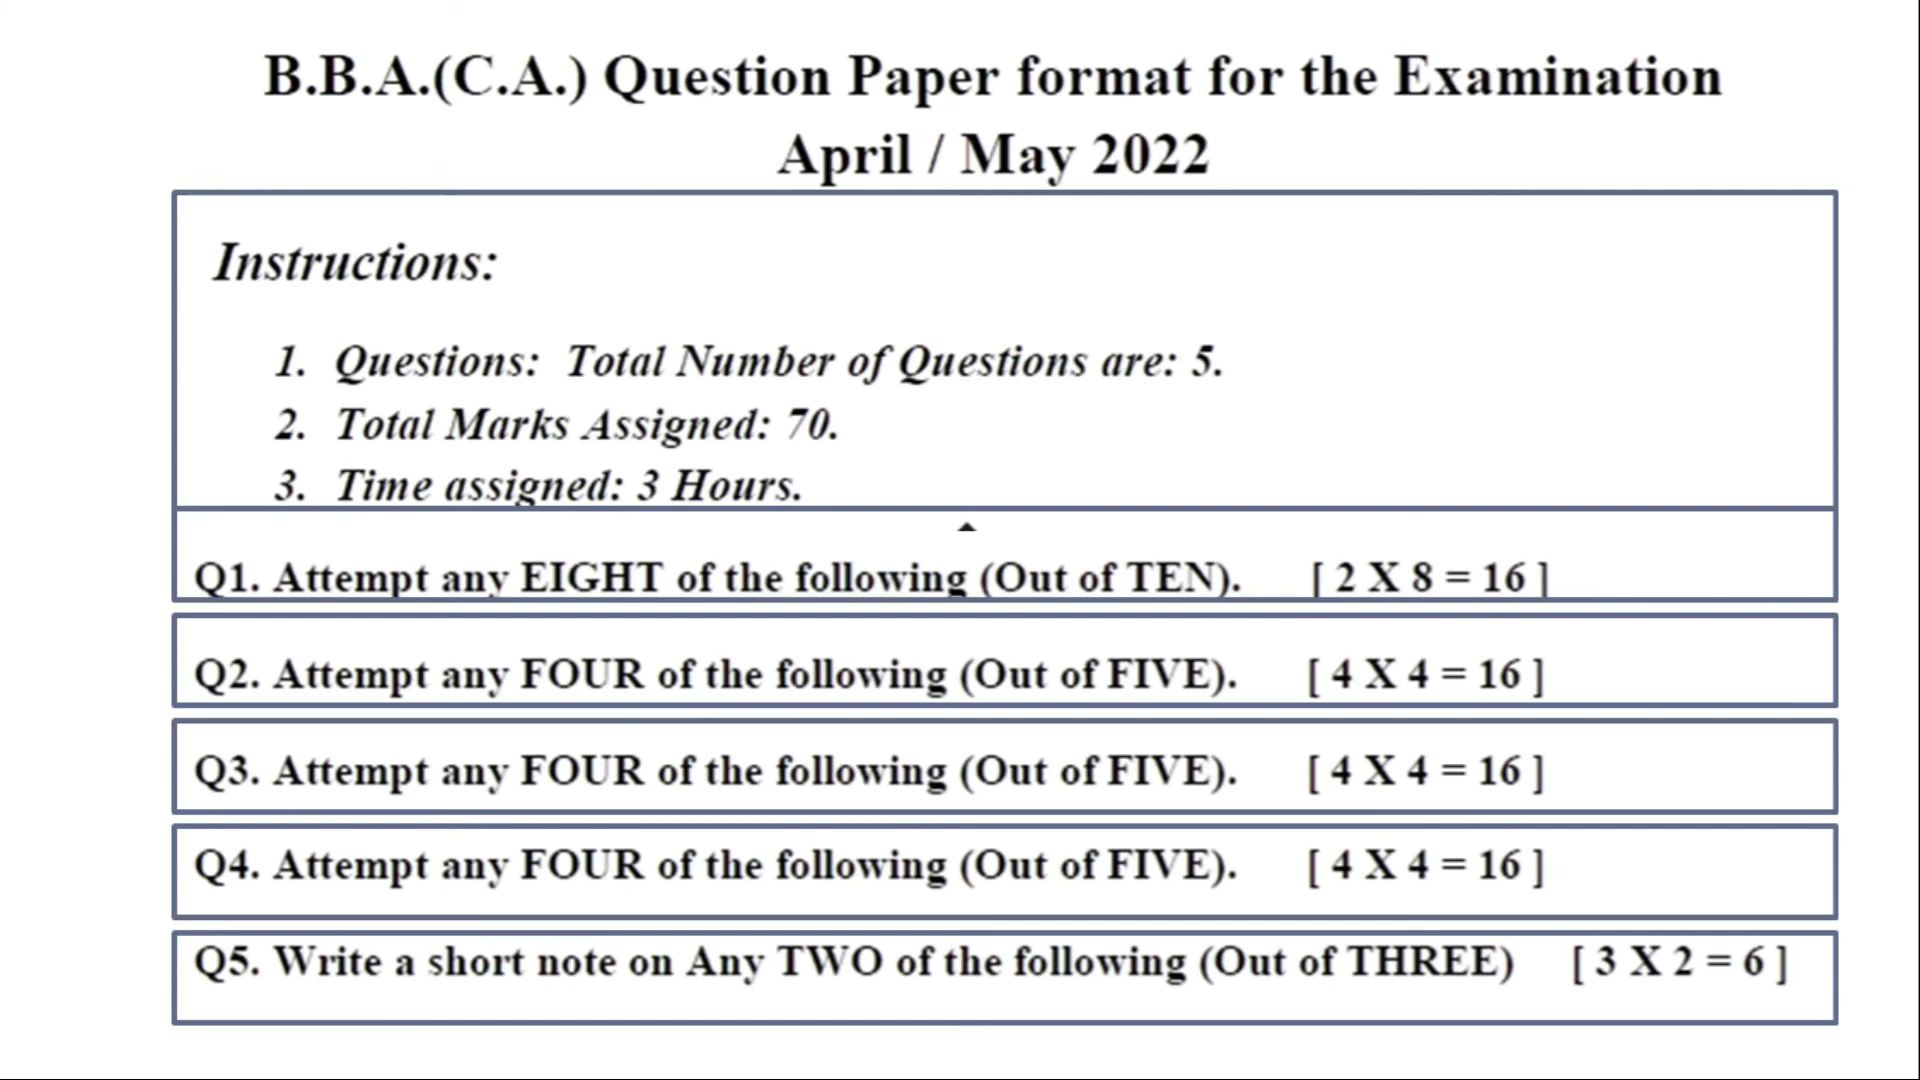 B.B.A.(C.A.) Question Paper format for the Examination
April / May 2022
Instructions:
1. Questions: Total Number of Questions are: 5.
2. Total Marks Assigned: 70.
3. Time assigned: 3 Hours.
Q1. Attempt any EIGHT of the following (Out of TEN). [ 2 X 8 = 16 ]
Q2. Attempt any FOUR of the following (Out of FIVE). [ 4 X 4 = 16 ]
Q3. Attempt any FOUR of the following (Out of FIVE). [ 4 X 4 = 16 ]
Q4. Attempt any FOUR of the following (Out of FIVE). [ 4 X 4 = 16 ]
Q5. Write a short note on Any TWO of the following (Out of THREE) [ 3 X 2 = 6 ]